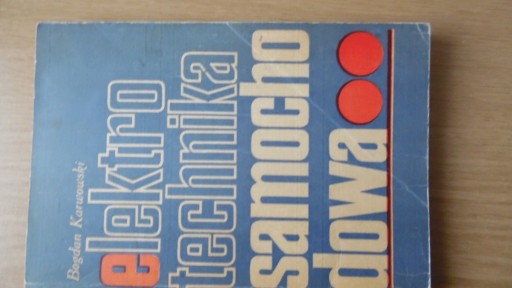 Bogdan Karwowski
elektro
technika
samocho
dowa